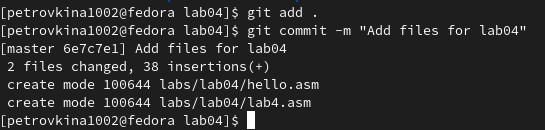 [petrovkina1002@fedora lab04]$ git add .
[petrovkina1002@fedora lab04]$ git commit -m "Add files for lab04"
[master 6e7c7e1] Add files for lab04
 2 files changed, 38 insertions(+)
 create mode 100644 labs/lab04/hello.asm
 create mode 100644 labs/lab04/lab4.asm
[petrovkina1002@fedora lab04]$